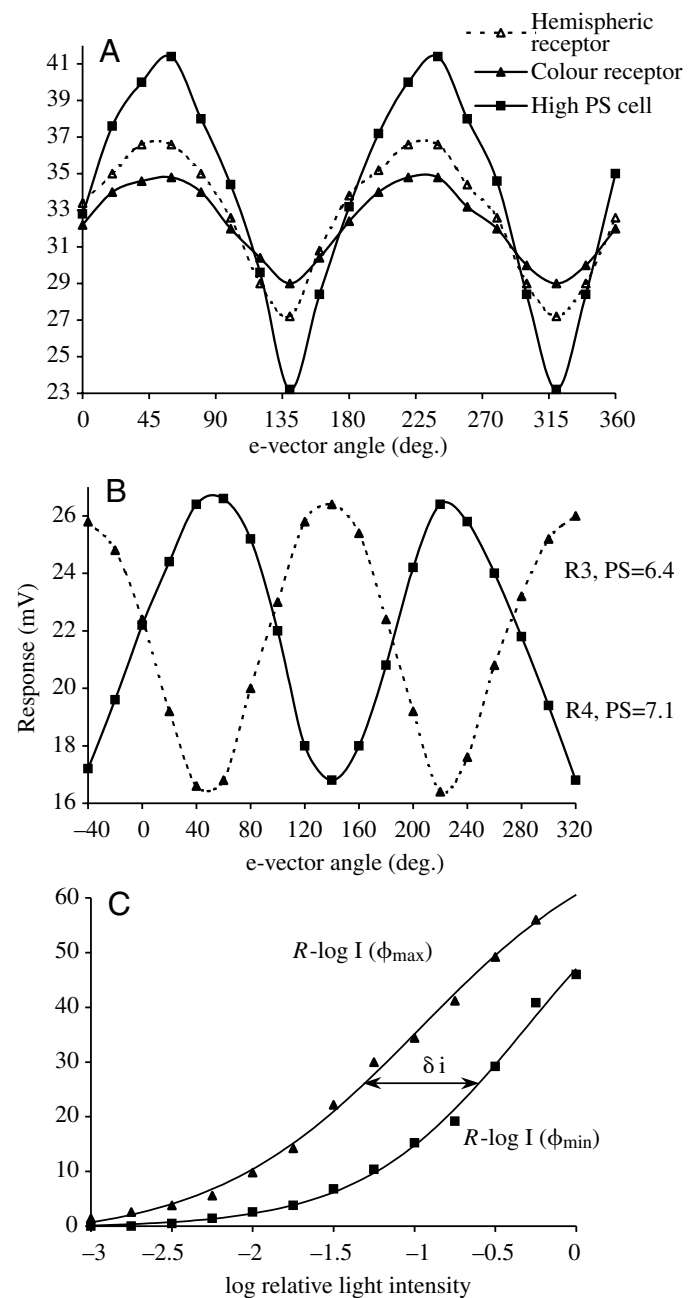 A
Hemispheric
receptor
Colour receptor
High PS cell
41
39
37
35
33
31
29
27
25
23
0 45 90 135 180 225 270 315 360
e-vector angle (deg.)
B
26
24
22
20
18
16
Response (mV)
R3, PS=6.4
R4, PS=7.1
–40 0 40 80 120 160 200 240 280 320
e-vector angle (deg.)
C
60
50
40
30
20
10
0
R-log I (ϕmax)
δ i
R-log I (ϕmin)
–3 –2.5 –2 –1.5 –1 –0.5 0
log relative light intensity